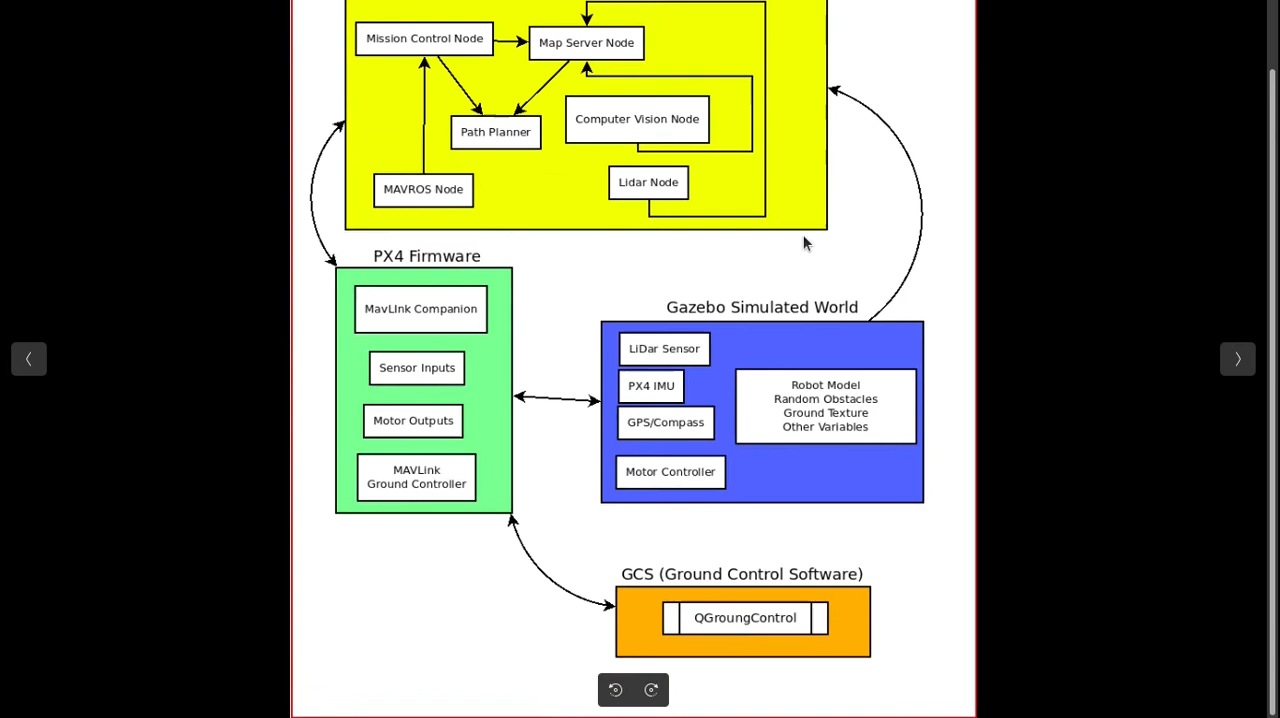 Mission Control Node
Map Server Node
Computer Vision Node
Path Planner
Lidar Node
MAVROS Node
PX4 Firmware
MavLInk Companion
Sensor Inputs
Motor Outputs
MAVLink
Ground Controller
Gazebo Simulated World
LiDar Sensor
PX4 IMU
GPS/Compass
Motor Controller
Robot Model
Random Obstacles
Ground Texture
Other Variables
GCS (Ground Control Software)
QGroungControl